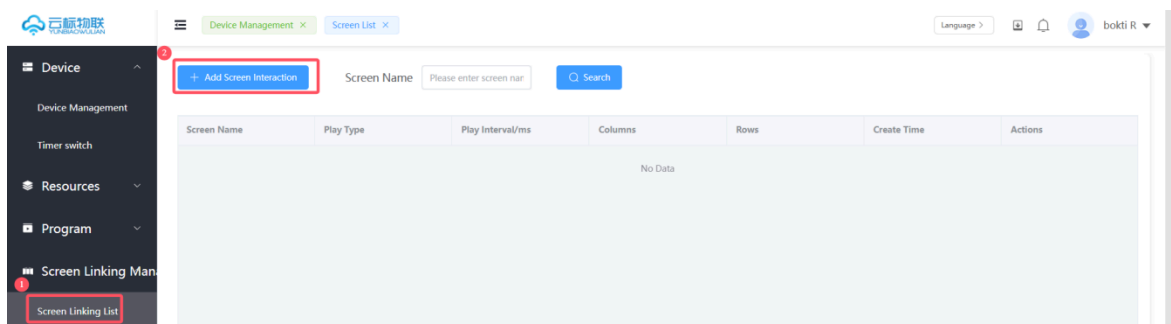 云标物联
YUNBIAOWULIAN
Device Management ×
Screen List ×
Language >
bokti R
2
Device
+ Add Screen Interaction
Screen Name
Please enter screen nar
Search
Device Management
Screen Name
Play Type
Play Interval/ms
Columns
Rows
Create Time
Actions
Timer switch
No Data
Resources
Program
Screen Linking Mana
1
Screen Linking List